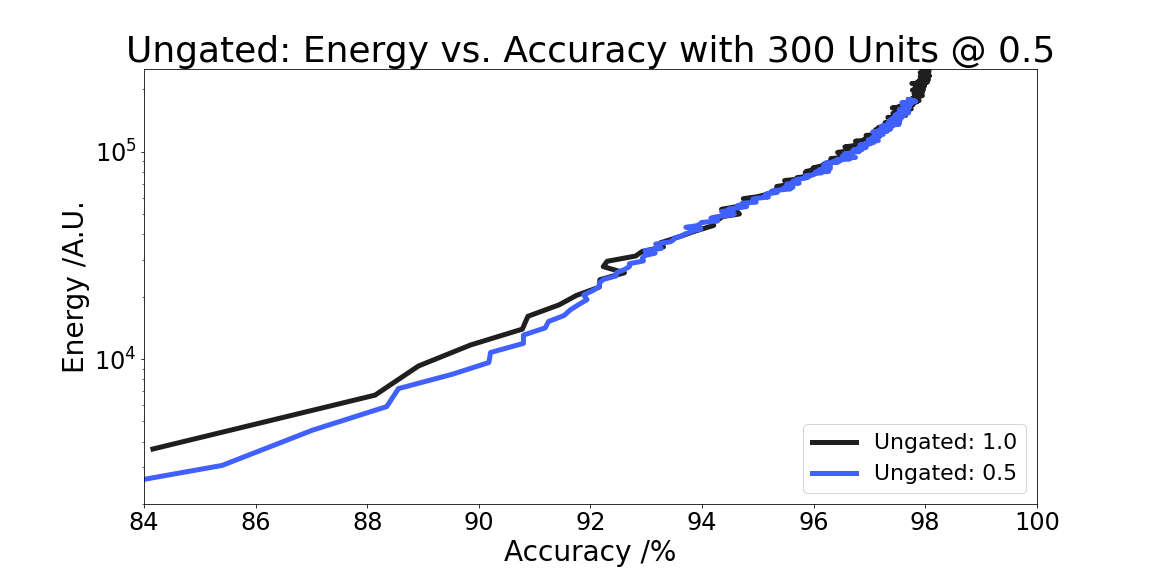 Ungated: Energy vs. Accuracy with 300 Units @ 0.5
10^5
10^4
Energy /A.U.
Ungated: 1.0
Ungated: 0.5
84 86 88 90 92 94 96 98 100
Accuracy /%